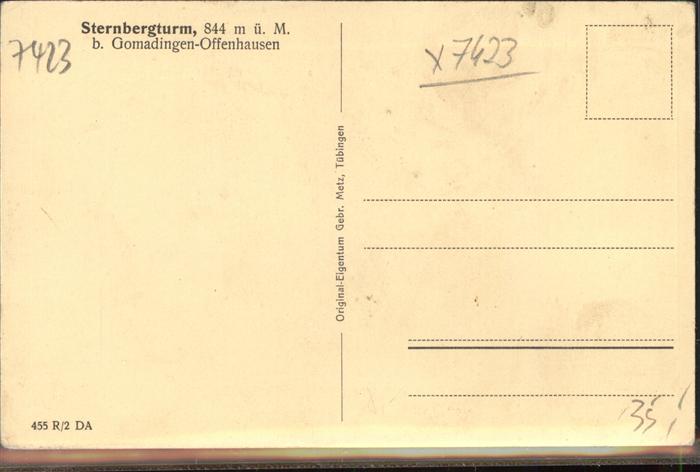 Sternbergturm, 844 m ü. M.
b. Gomadingen-Offenhausen
7423
x7423
Original-Eigentum Gebr. Metz, Tübingen
455 R/2 DA